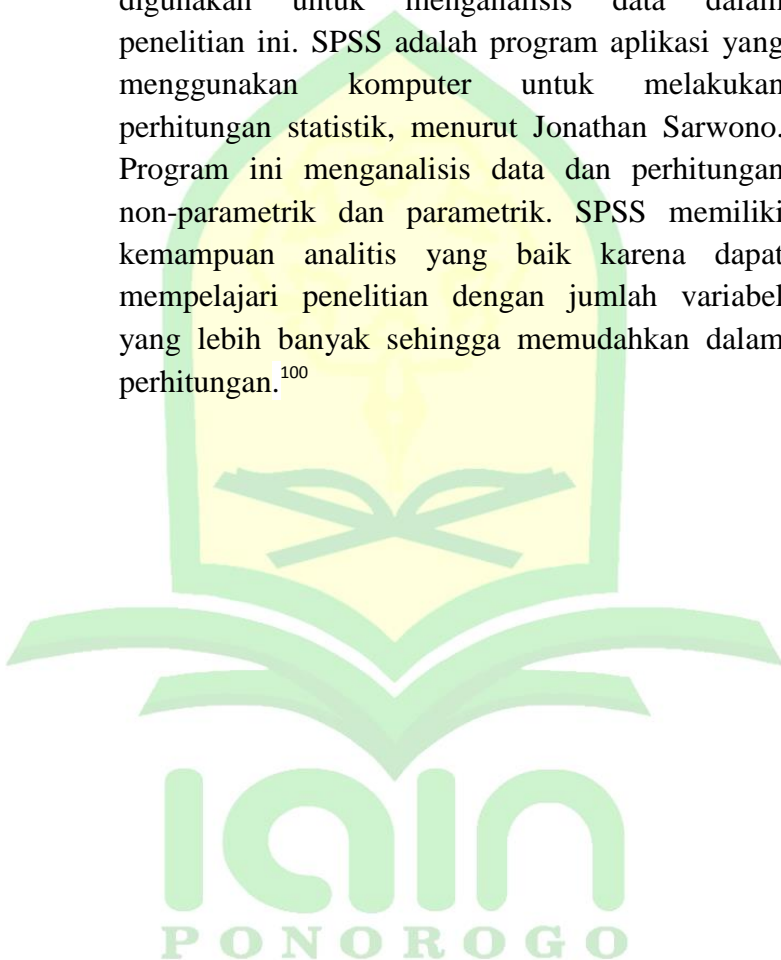 digunakan untuk menganalisis data dalam
penelitian ini. SPSS adalah program aplikasi yang
menggunakan komputer untuk melakukan
perhitungan statistik, menurut Jonathan Sarwono.
Program ini menganalisis data dan perhitungan
non-parametrik dan parametrik. SPSS memiliki
kemampuan analitis yang baik karena dapat
mempelajari penelitian dengan jumlah variabel
yang lebih banyak sehingga memudahkan dalam
perhitungan.100
iain
PONOROGO